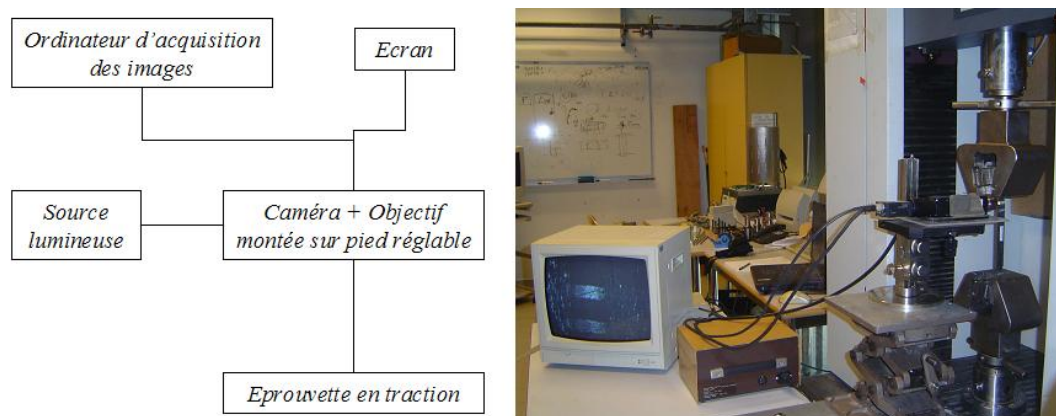 Ordinateur d'acquisition
des images
Ecran
Source
lumineuse
Caméra + Objectif
montée sur pied réglable
Eprouvette en traction